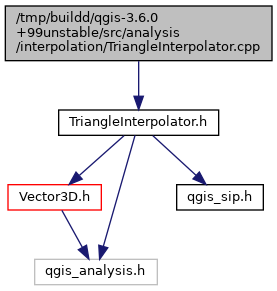 /tmp/buildd/qgis-3.6.0
+99unstable/src/analysis
/interpolation/TriangleInterpolator.cpp
TriangleInterpolator.h
Vector3D.h
qgis_sip.h
qgis_analysis.h